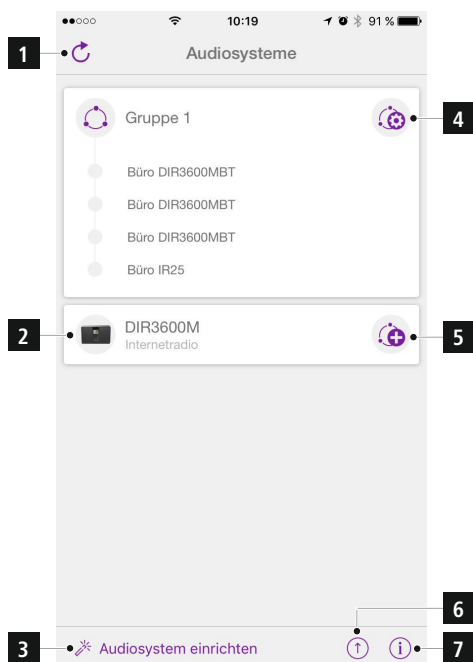 10:19
91 %
1
Audiosysteme
Gruppe 1
4
Büro DIR3600MBT
Büro DIR3600MBT
Büro DIR3600MBT
Büro IR25
2
DIR3600M
Internetradio
5
6
3
Audiosystem einrichten
i
7